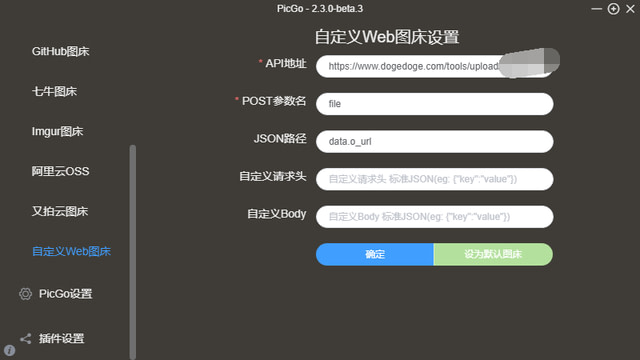 PicGo - 2.3.0-beta.3
GitHub图床
七牛图床
Imgur图床
阿里云OSS
又拍云图床
自定义Web图床
PicGo设置
插件设置
自定义Web图床设置
* API地址
https://www.dogedoge.com/tools/upload
* POST参数名
file
JSON路径
data.o_url
自定义请求头
自定义请求头 标准JSON(eg: {"key":"value"})
自定义Body
自定义Body 标准JSON(eg: {"key":"value"})
确定
设为默认图床